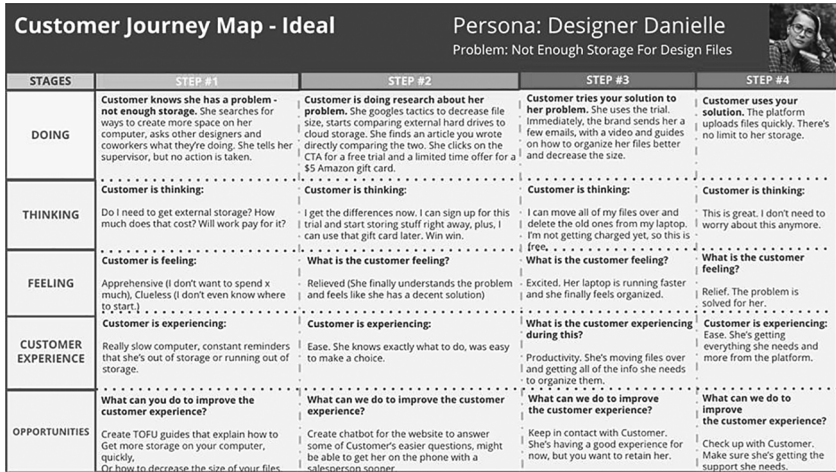 Customer Journey Map - Ideal
Persona: Designer Danielle
Problem: Not Enough Storage For Design Files
STAGES
STEP #1
STEP #2
STEP #3
STEP #4
DOING
Customer knows she has a problem -
not enough storage. She searches for
ways to create more space on her
computer, asks other designers and
coworkers what they're doing. She tells her
supervisor, but no action is taken.
Customer is doing research about her
problem. She googles tactics to decrease file
size, starts comparing external hard drives to
cloud storage. She finds an article you wrote
directly comparing the two. She clicks on the
CTA for a free trial and a limited time offer for a
$5 Amazon gift card.
Customer tries your solution to
her problem. She uses the trial.
Immediately, the brand sends her a
few emails, with a video and guides
on how to organize her files better
and decrease the size.
Customer uses your
solution. The platform
uploads files quickly. There's
no limit to her storage.
THINKING
Customer is thinking:
Do I need to get external storage? How
much does that cost? Will work pay for it?
Customer is thinking:
I get the differences now. I can sign up for this
trial and start storing stuff right away, plus, I
can use that gift card later. Win win.
Customer is thinking:
I can move all of my files over and
delete the old ones from my laptop.
I'm not getting charged yet, so this is
free.
Customer is thinking:
This is great. I don't need to
worry about this anymore.
FEELING
Customer is feeling:
Apprehensive (I don't want to spend x
much), Clueless (I don't even know where
to start.)
What is the customer feeling?
Relieved (She finally understands the problem
and feels like she has a decent solution)
What is the customer feeling?
Excited. Her laptop is running faster
and she finally feels organized.
What is the customer
feeling?
Relief. The problem is
solved for her.
CUSTOMER
EXPERIENCE
Customer is experiencing:
Really slow computer, constant reminders
that she's out of storage or running out of
storage.
Customer is experiencing:
Ease. She knows exactly what to do, was easy
to make a choice.
What is the customer experiencing
during this?
Productivity. She's moving files over
and getting all of the info she needs
to organize them.
Customer is experiencing:
Ease. She's getting
everything she needs and
more from the platform.
OPPORTUNITIES
What can you do to improve the
customer experience?
Create TOFU guides that explain how to
Get more storage on your computer,
quickly,
Or how to decrease the size of your files
What can we do to improve the customer
experience?
Create chatbot for the website to answer
some of Customer's easier questions, might
be able to get her on the phone with a
salesperson sooner
What can we do to improve
the customer experience?
Keep in contact with Customer.
She's having a good experience for
now, but you want to retain her.
What can we do to
improve
the customer experience?
Check up with Customer.
Make sure she's getting the
support she needs.